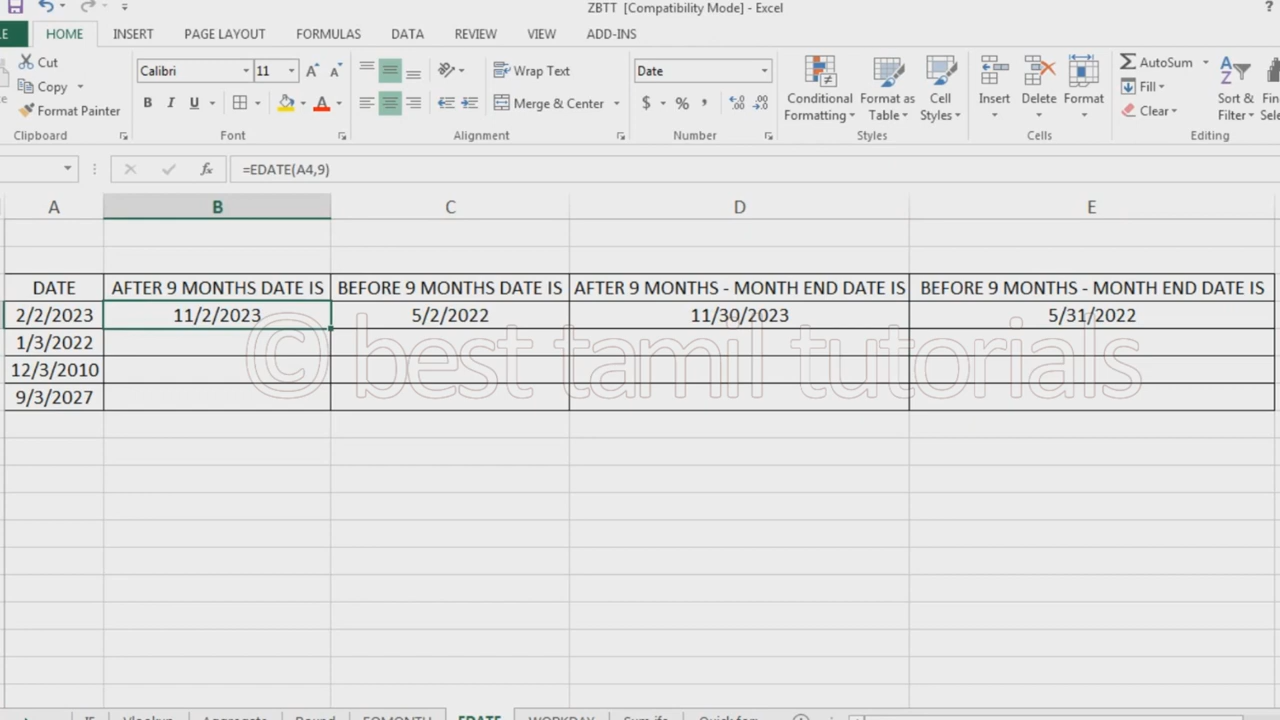 ZBTT [Compatibility Mode] - Excel
?
HOME INSERT PAGE LAYOUT FORMULAS DATA REVIEW VIEW ADD-INS
Cut
Copy
Format Painter
Clipboard
Calibri 11
B I U
Font
Wrap Text
Merge & Center
Alignment
Date
$ % ,
Number
Conditional Formatting
Format as Table
Cell Styles
Styles
Insert Delete Format
Cells
AutoSum
Fill
Clear
Sort & Filter
Editing
fx =EDATE(A4,9)
A B C D E
DATE AFTER 9 MONTHS DATE IS BEFORE 9 MONTHS DATE IS AFTER 9 MONTHS - MONTH END DATE IS BEFORE 9 MONTHS - MONTH END DATE IS
2/2/2023 11/2/2023 5/2/2022 11/30/2023 5/31/2022
1/3/2022
12/3/2010
9/3/2027
© best tamil tutorials
Vlookup Aggregate Round EOMONTH EDATE WORKDAY Sum ifs